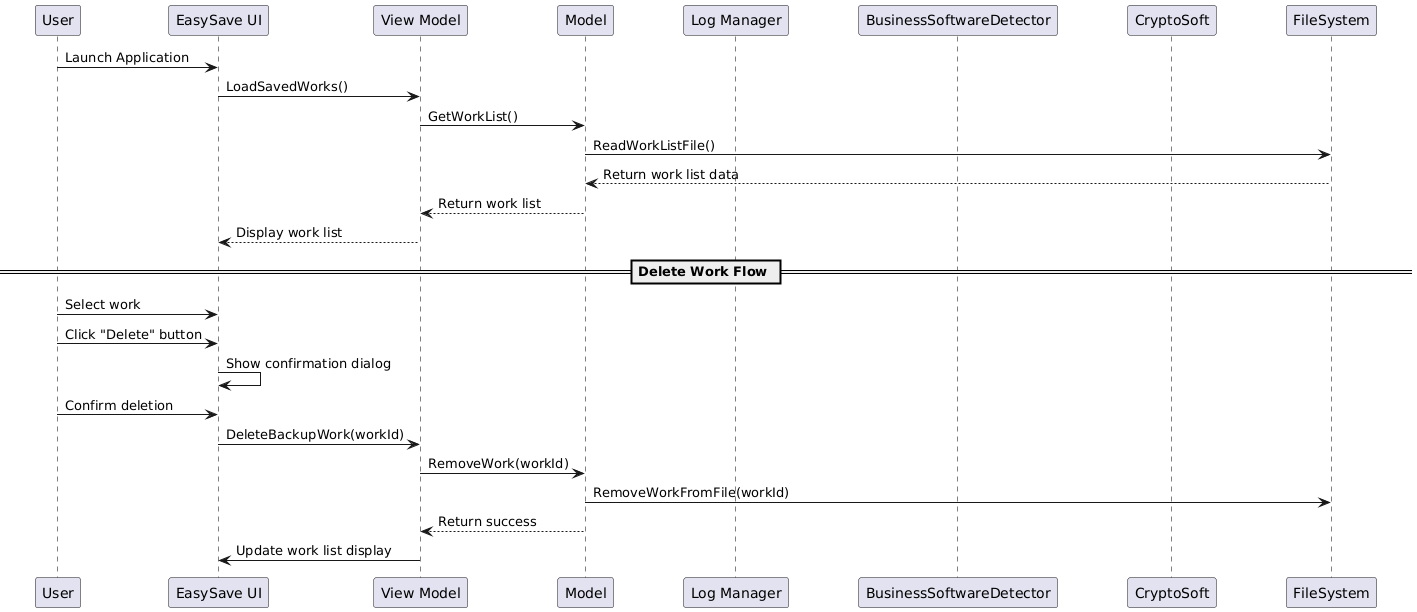 User EasySave UI View Model Model Log Manager BusinessSoftwareDetector CryptoSoft FileSystem
Launch Application
LoadSavedWorks()
GetWorkList()
ReadWorkListFile()
Return work list data
Return work list
Display work list
Delete Work Flow
Select work
Click "Delete" button
Show confirmation dialog
Confirm deletion
DeleteBackupWork(workId)
RemoveWork(workId)
RemoveWorkFromFile(workId)
Return success
Update work list display
User EasySave UI View Model Model Log Manager BusinessSoftwareDetector CryptoSoft FileSystem